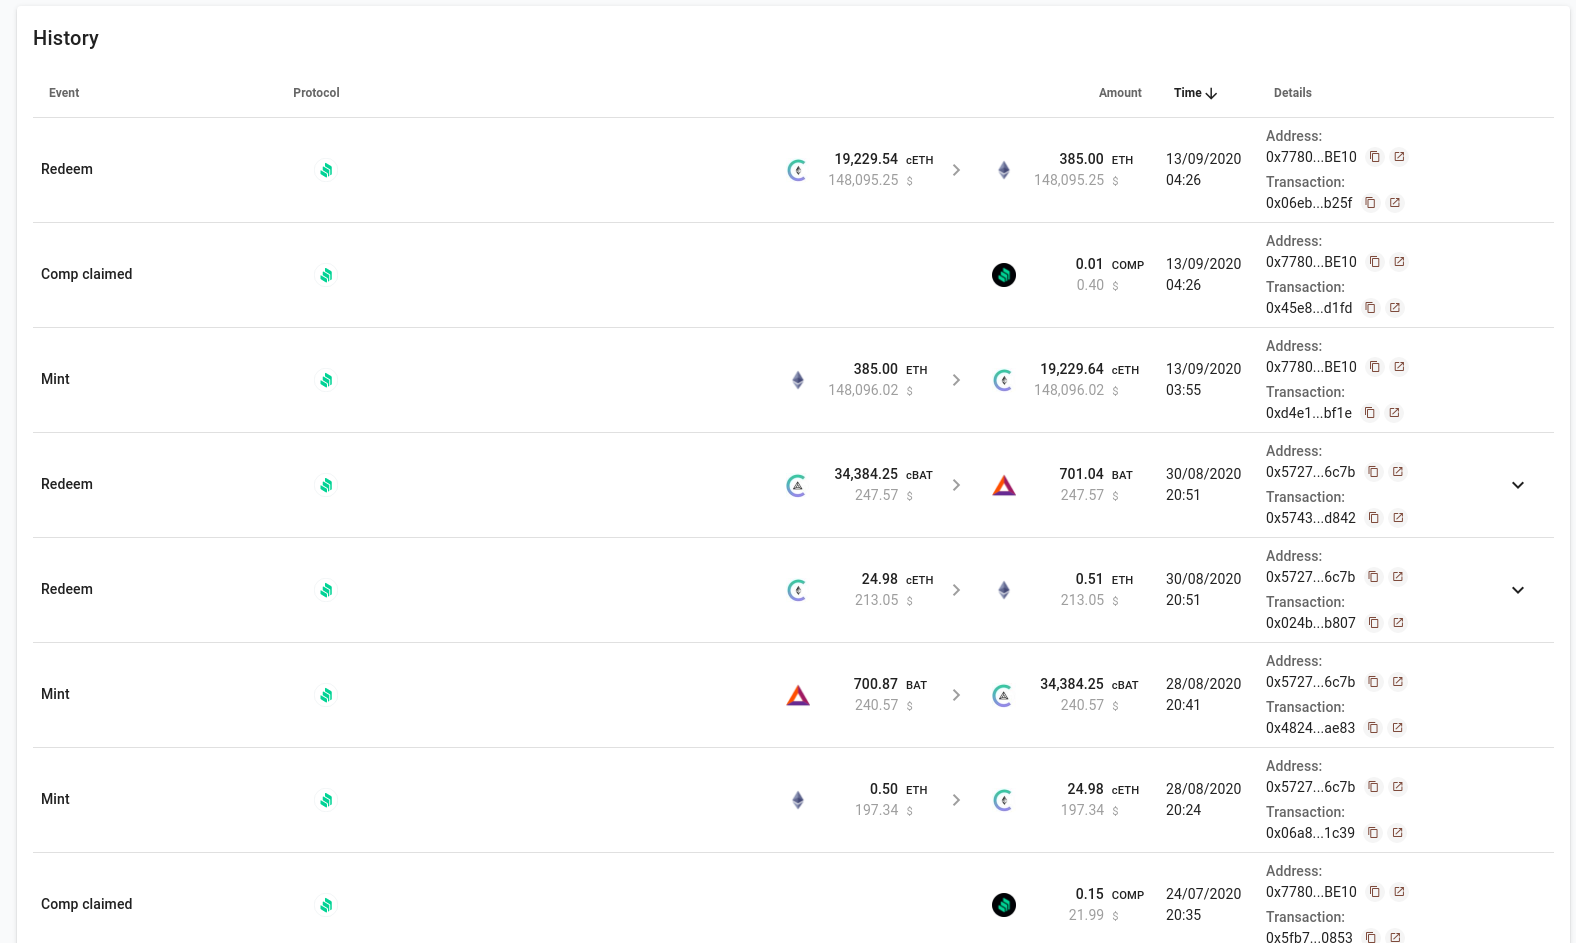 History
Event Protocol Amount Time Details
Redeem 19,229.54 cETH 385.00 ETH 13/09/2020 Address:
148,095.25 $ 148,095.25 $ 04:26 0x7780...BE10
Transaction:
0x06eb...b25f
Comp claimed 0.01 COMP 13/09/2020 Address:
0.40 $ 04:26 0x7780...BE10
Transaction:
0x45e8...d1fd
Mint 385.00 ETH 19,229.64 cETH 13/09/2020 Address:
148,096.02 $ 148,096.02 $ 03:55 0x7780...BE10
Transaction:
0xd4e1...bf1e
Redeem 34,384.25 cBAT 701.04 BAT 30/08/2020 Address:
247.57 $ 247.57 $ 20:51 0x5727...6c7b
Transaction:
0x5743...d842
Redeem 24.98 cETH 0.51 ETH 30/08/2020 Address:
213.05 $ 213.05 $ 20:51 0x5727...6c7b
Transaction:
0x024b...b807
Mint 700.87 BAT 34,384.25 cBAT 28/08/2020 Address:
240.57 $ 240.57 $ 20:41 0x5727...6c7b
Transaction:
0x4824...ae83
Mint 0.50 ETH 24.98 cETH 28/08/2020 Address:
197.34 $ 197.34 $ 20:24 0x5727...6c7b
Transaction:
0x06a8...1c39
Comp claimed 0.15 COMP 24/07/2020 Address:
21.99 $ 20:35 0x7780...BE10
Transaction:
0x5fb7...0853